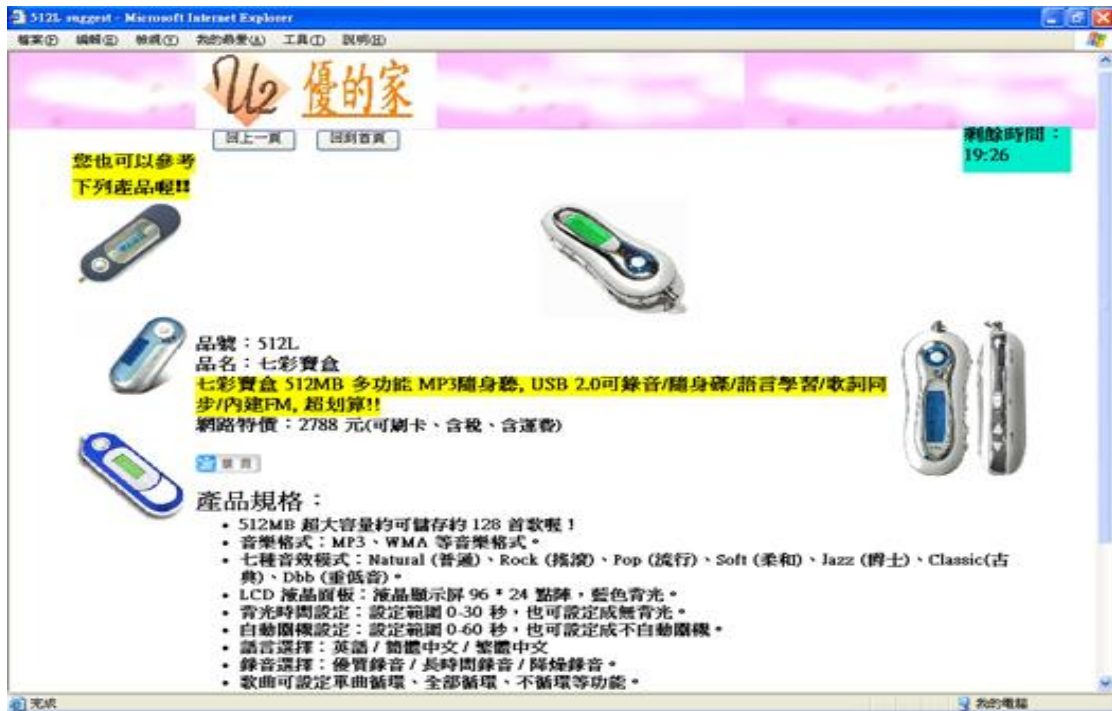 512L suggest - Microsoft Internet Explorer
檔案(F) 編輯(E) 檢視(V) 我的最愛(A) 工具(T) 說明(H)
U2 優的家
回上一頁 回到首頁
剩餘時間：
19:26
您也可以參考
下列產品喔!!
品號：512L
品名：七彩寶盒
七彩寶盒 512MB 多功能 MP3隨身聽, USB 2.0可錄音/隨身碟/語言學習/歌詞同
步/內建FM, 超划算!!
網路特價：2788 元(可刷卡、含稅、含運費)
產品規格：
• 512MB 超大容量約可儲存約 128 首歌喔！
• 音樂格式：MP3、WMA 等音樂格式。
• 七種音效模式：Natural (普通)、Rock (搖滾)、Pop (流行)、Soft (柔和)、Jazz (爵士)、Classic(古
典)、Dbb (重低音)。
• LCD 液晶面板：液晶顯示屏 96 * 24 點陣，藍色背光。
• 背光時間設定：設定範圍 0-30 秒，也可設定成無背光。
• 自動關機設定：設定範圍 0-60 秒，也可設定成不自動關機。
• 語言選擇：英語 / 簡體中文 / 繁體中文
• 錄音選擇：優質錄音 / 長時間錄音 / 降燥錄音。
• 歌曲可設定單曲循環、全部循環、不循環等功能。
完成 我的電腦